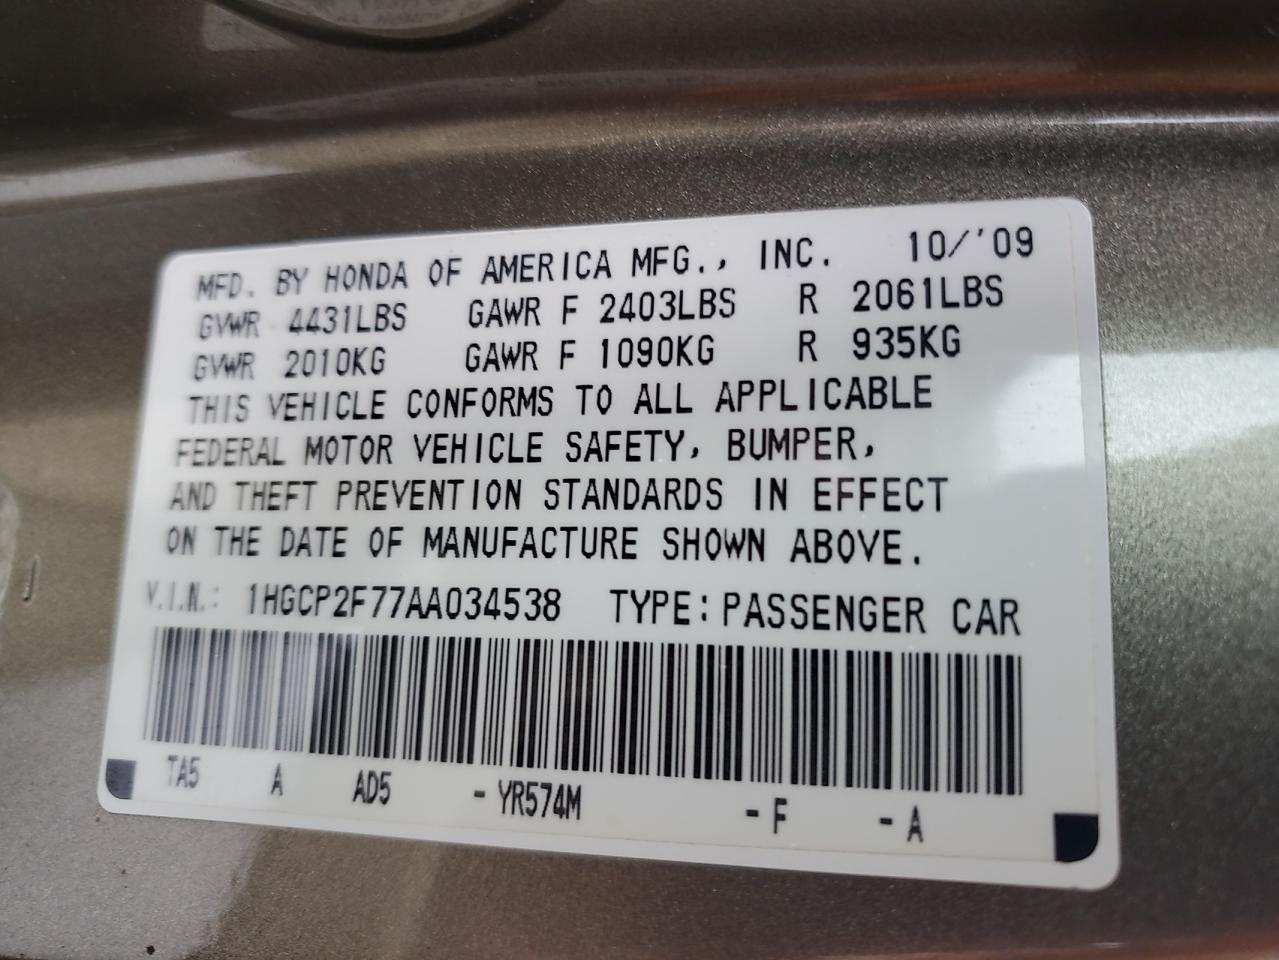 MFD. BY HONDA OF AMERICA MFG., INC. 10/'09
GVWR 4431LBS GAWR F 2403LBS R 2061LBS
GVWR 2010KG GAWR F 1090KG R 935KG
THIS VEHICLE CONFORMS TO ALL APPLICABLE
FEDERAL MOTOR VEHICLE SAFETY, BUMPER,
AND THEFT PREVENTION STANDARDS IN EFFECT
ON THE DATE OF MANUFACTURE SHOWN ABOVE.
V.I.N.: 1HGCP2F77AA034538 TYPE: PASSENGER CAR
TA5 A AD5 - YR574M - F - A